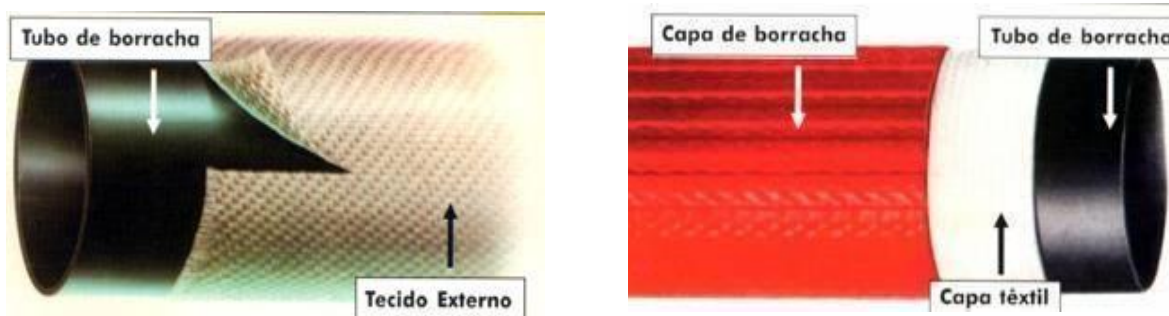 Tubo de borracha
Tecido Externo
Capa de borracha
Tubo de borracha
Capa têxtil